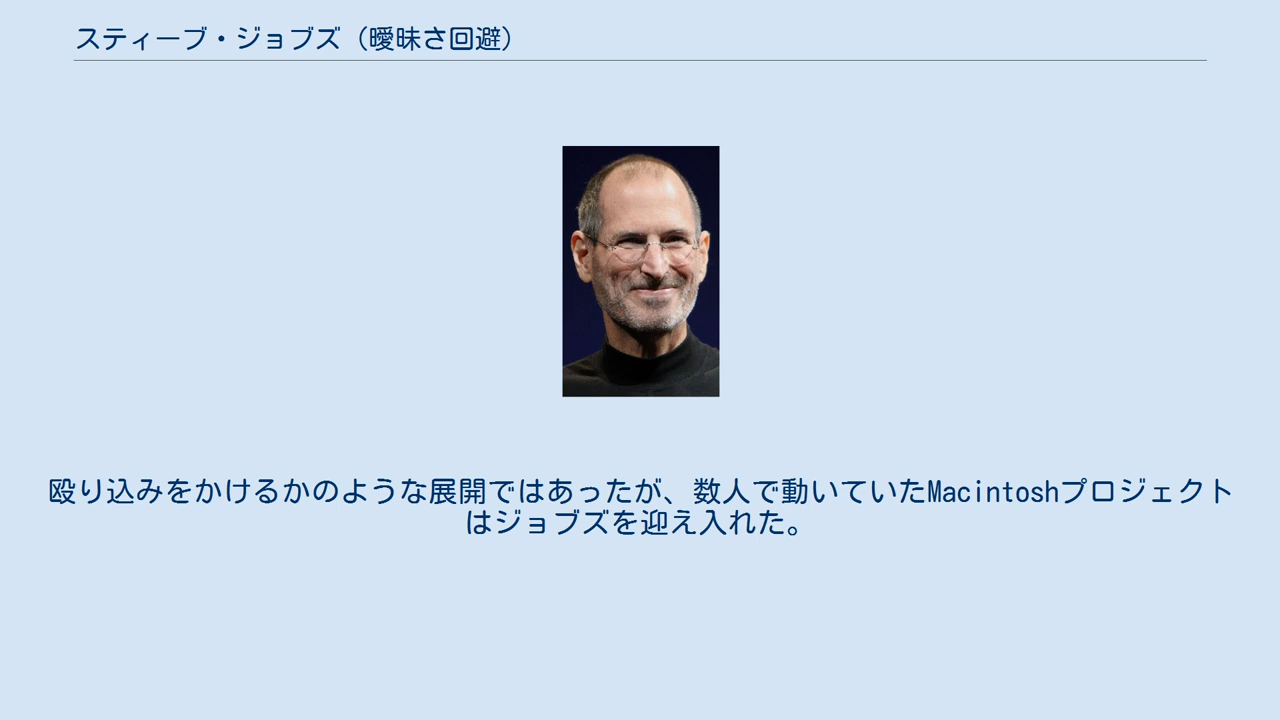 スティーブ・ジョブズ（曖昧さ回避）
殴り込みをかけるかのような展開ではあったが、数人で動いていたMacintoshプロジェクト
はジョブズを迎え入れた。